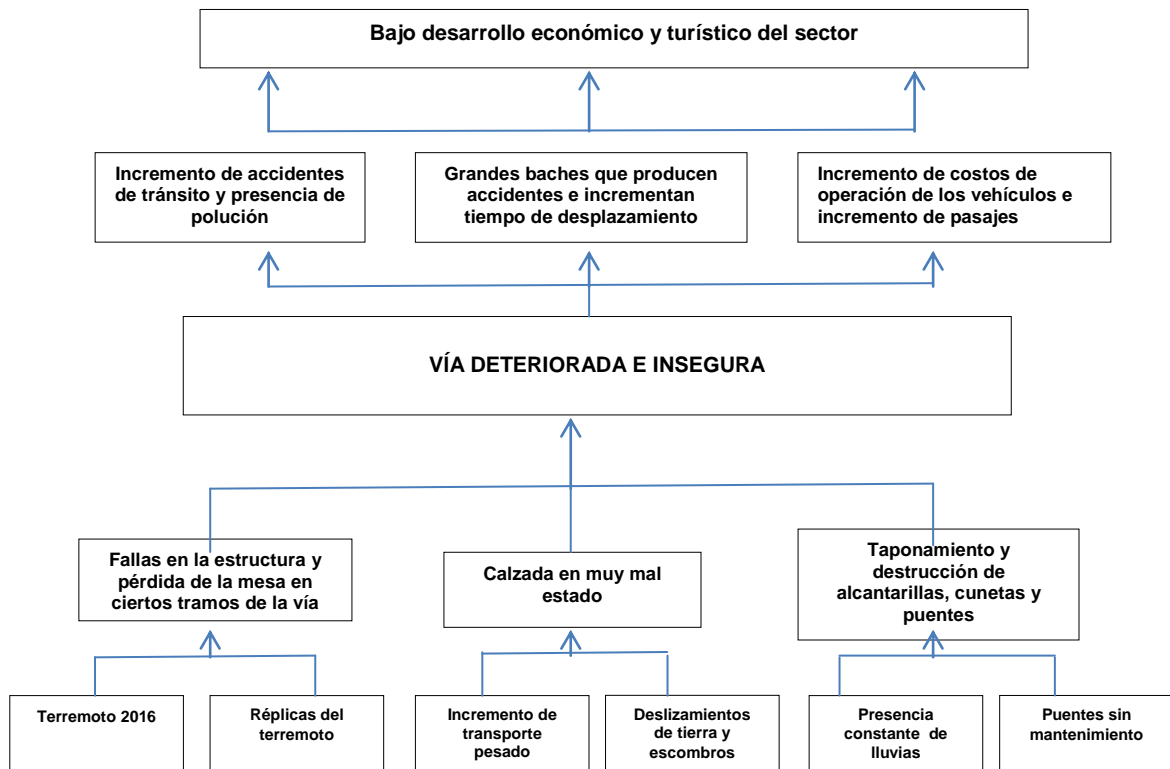 Bajo desarrollo económico y turístico del sector
Incremento de accidentes
de tránsito y presencia de
polución
Grandes baches que producen
accidentes e incrementan
tiempo de desplazamiento
Incremento de costos de
operación de los vehículos e
incremento de pasajes
VÍA DETERIORADA E INSEGURA
Fallas en la estructura y
pérdida de la mesa en
ciertos tramos de la vía
Calzada en muy mal
estado
Taponamiento y
destrucción de
alcantarillas, cunetas y
puentes
Terremoto 2016
Réplicas del
terremoto
Incremento de
transporte
pesado
Deslizamientos
de tierra y
escombros
Presencia
constante de
lluvias
Puentes sin
mantenimiento